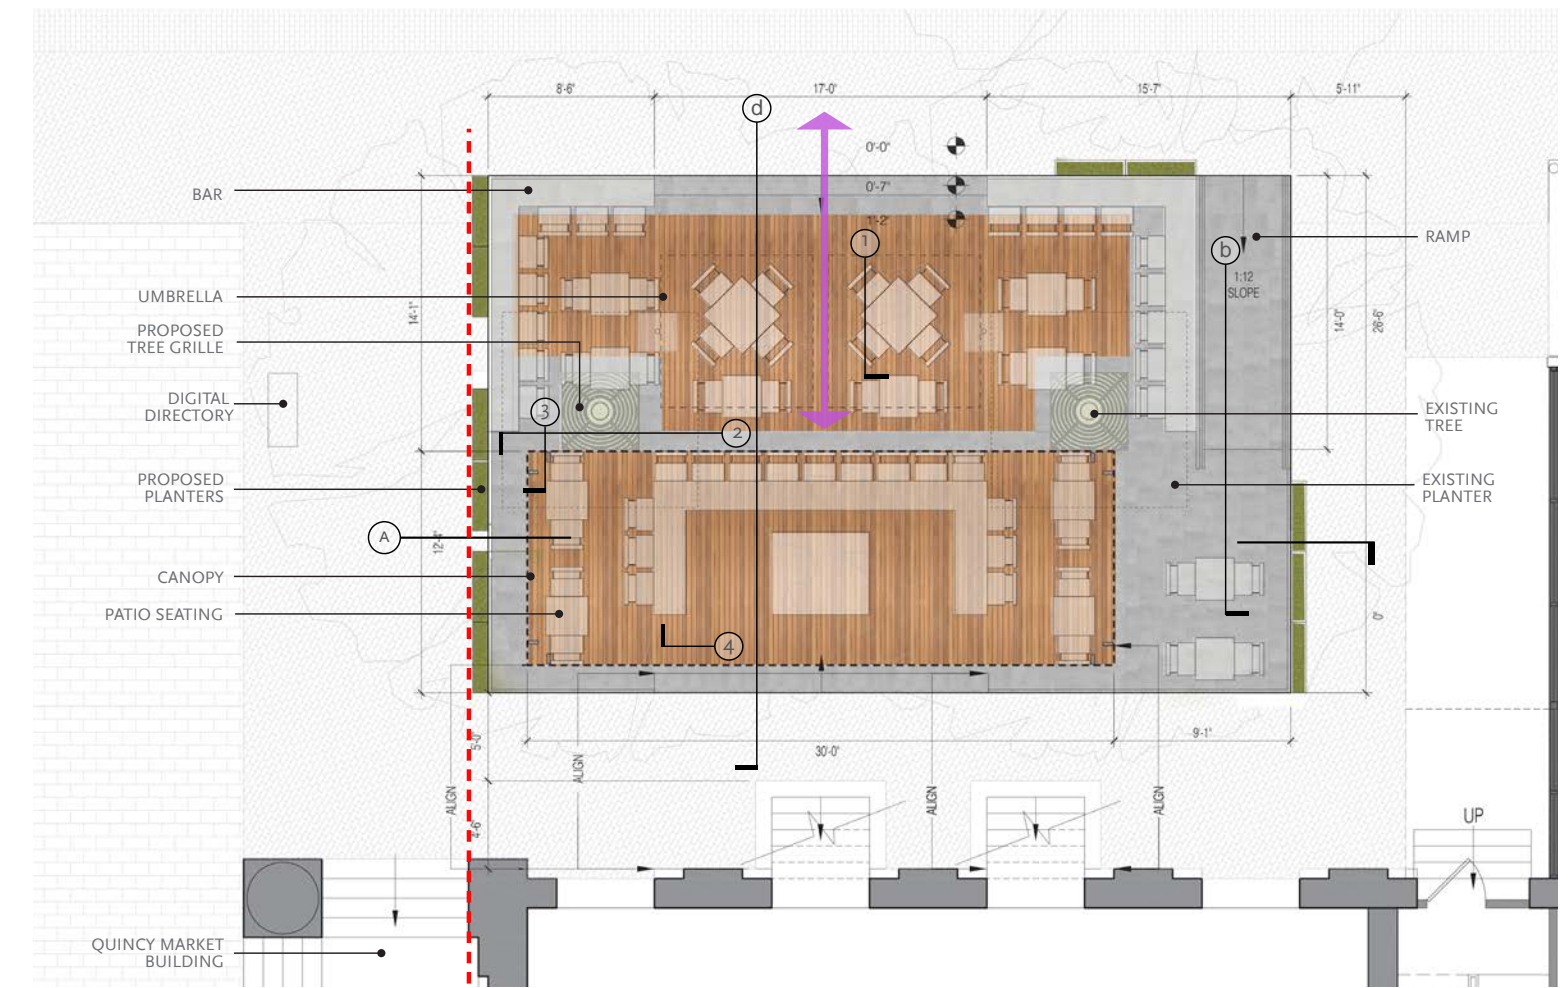 8'-6"
17'-0"
15'-7"
5'-11"
d
0'-0"
BAR
0'-7"
1'-2"
1
RAMP
b
1:12
SLOPE
UMBRELLA
14'-1"
14'-0"
26'-6"
PROPOSED
TREE GRILLE
DIGITAL
DIRECTORY
3
2
EXISTING
TREE
PROPOSED
PLANTERS
EXISTING
PLANTER
A
12'-4"
CANOPY
PATIO SEATING
0"
4
5'-0"
30'-0"
9'-1"
ALIGN
ALIGN
ALIGN
ALIGN
4'-6"
UP
QUINCY MARKET
BUILDING